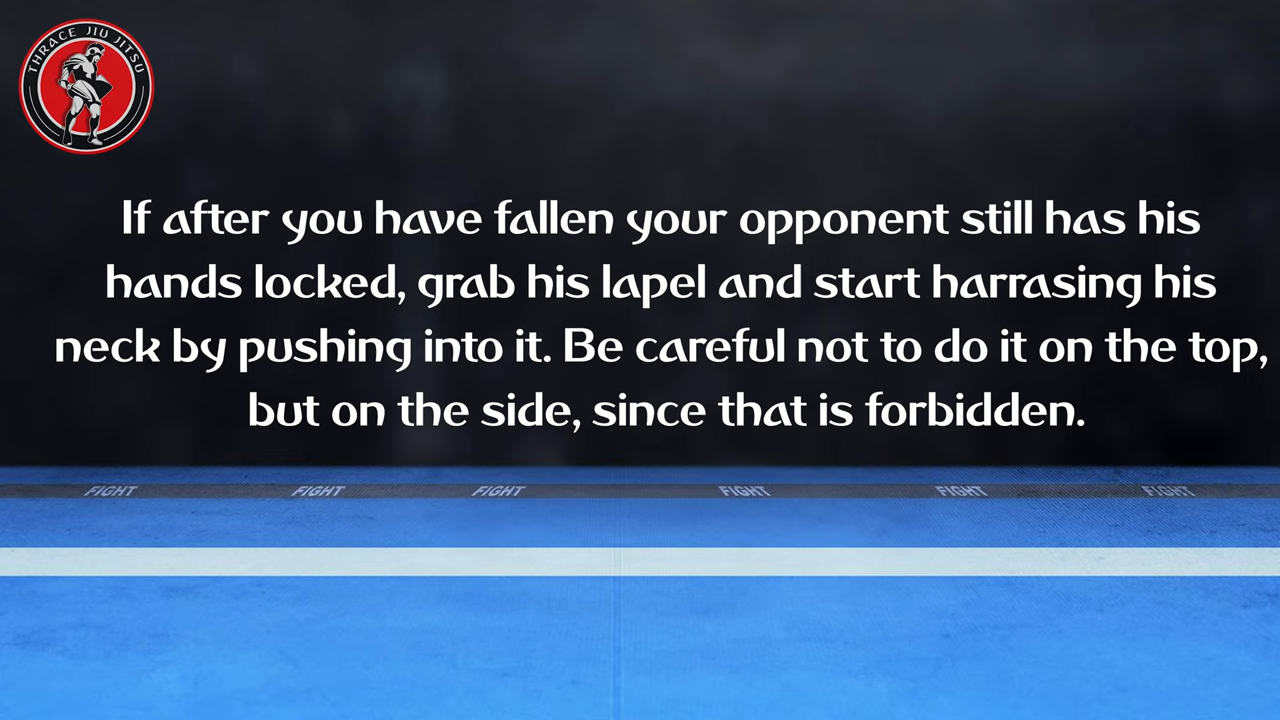 THRACE JIU JITSU
If after you have fallen your opponent still has his
hands locked, grab his lapel and start harrasing his
neck by pushing into it. Be careful not to do it on the top,
but on the side, since that is forbidden.
FIGHT FIGHT FIGHT FIGHT FIGHT FIGHT